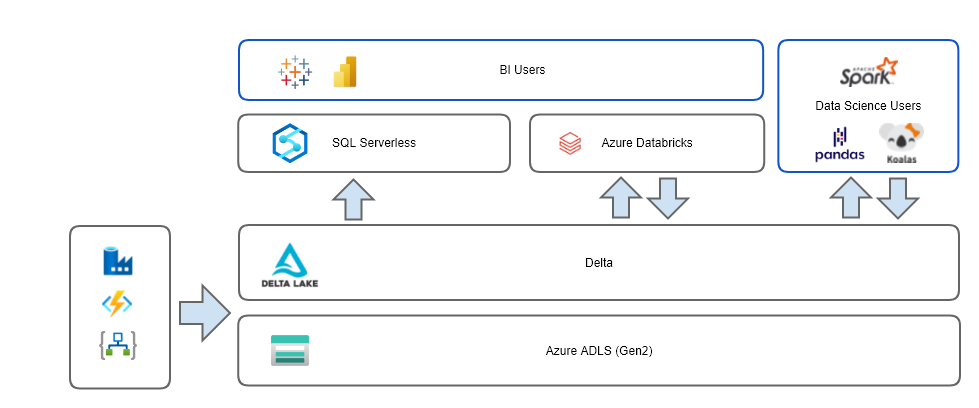 BI Users
APACHE
Spark
Data Science Users
pandas
Koalas
SQL Serverless
Azure Databricks
DELTA LAKE
Delta
Azure ADLS (Gen2)